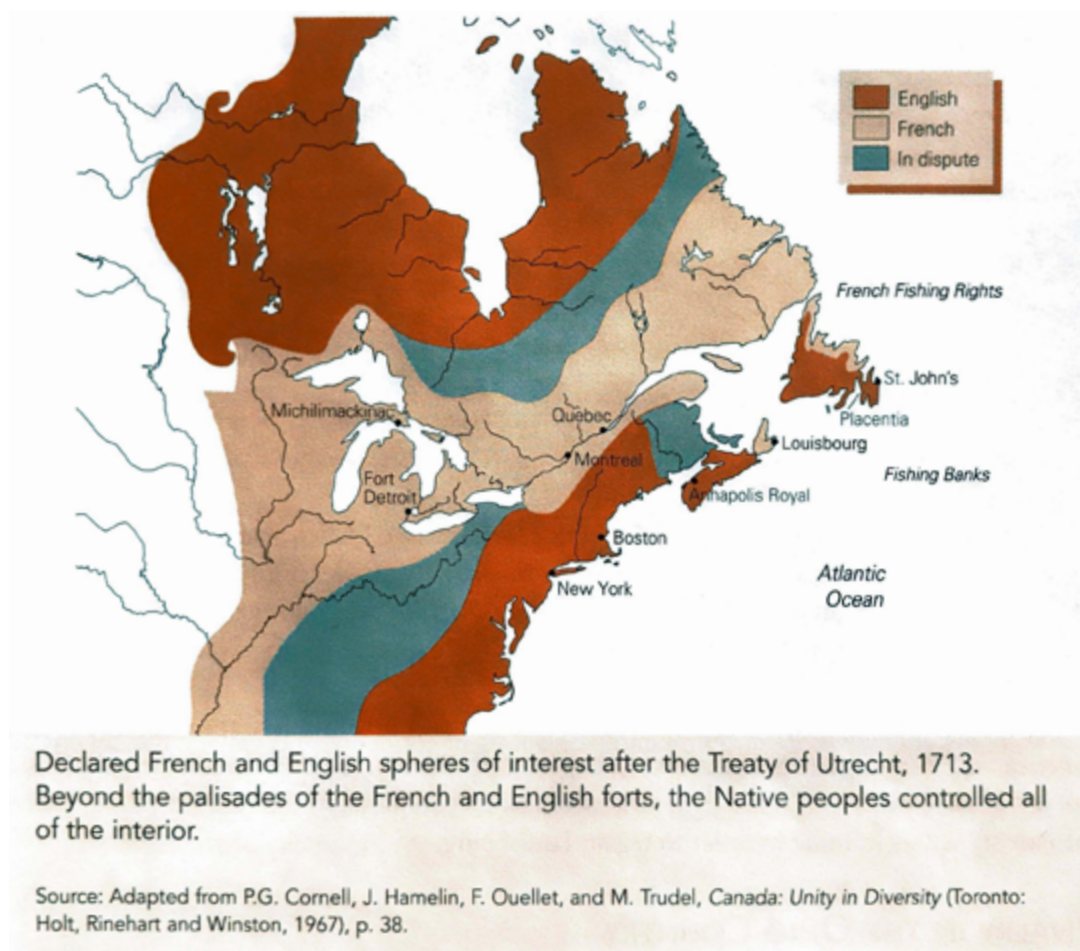 English
French
In dispute
French Fishing Rights
St. John's
Placentia
Michilimackinac
Québec
Louisbourg
Montreal
Fishing Banks
Fort
Detroit
Annapolis Royal
Boston
Atlantic
Ocean
New York
Declared French and English spheres of interest after the Treaty of Utrecht, 1713.
Beyond the palisades of the French and English forts, the Native peoples controlled all
of the interior.
Source: Adapted from P.G. Cornell, J. Hamelin, F. Ouellet, and M. Trudel, Canada: Unity in Diversity (Toronto:
Holt, Rinehart and Winston, 1967), p. 38.